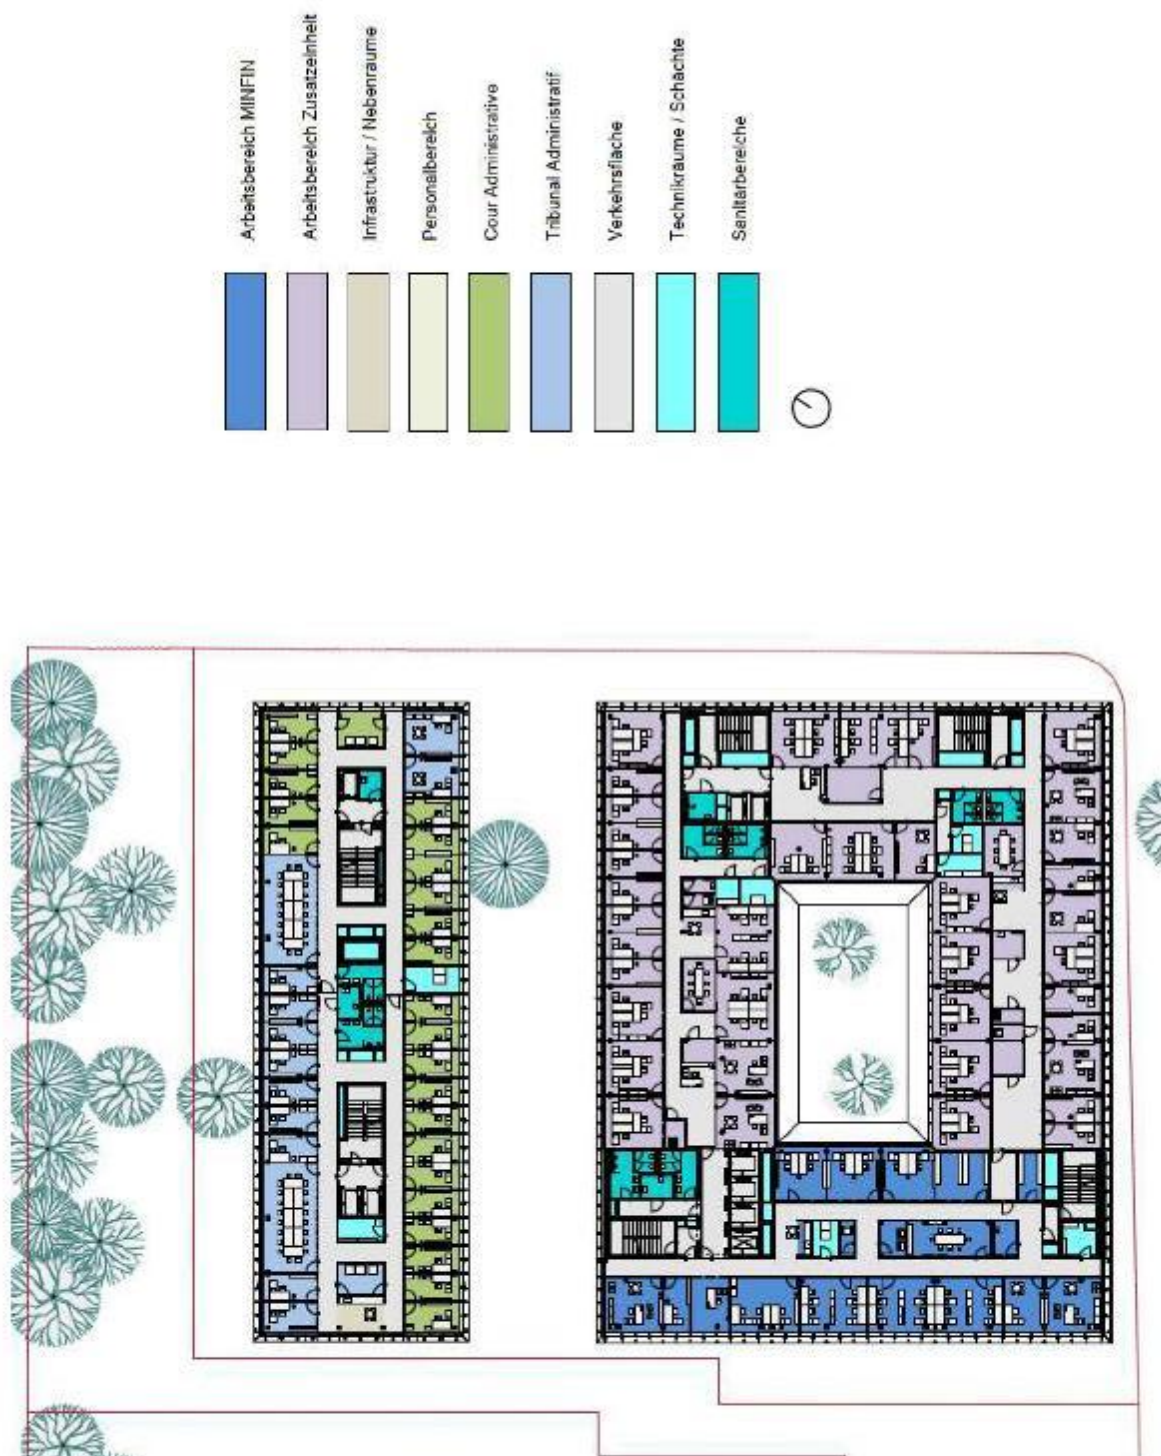 Arbeitsbereich MINFIN
Arbeitsbereich Zusatzeinheit
Infrastruktur / Nebenräume
Personalbereich
Cour Administrative
Tribunal Administratif
Verkehrsfläche
Technikräume / Schächte
Sanitärbereiche